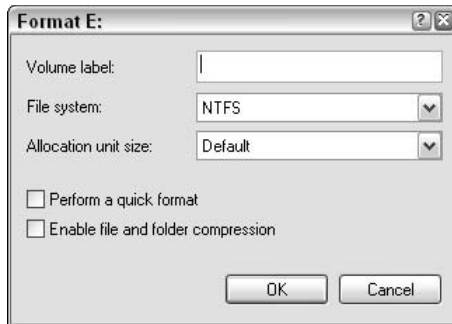 Format E:
Volume label:
File system: NTFS
Allocation unit size: Default
Perform a quick format
Enable file and folder compression
OK Cancel